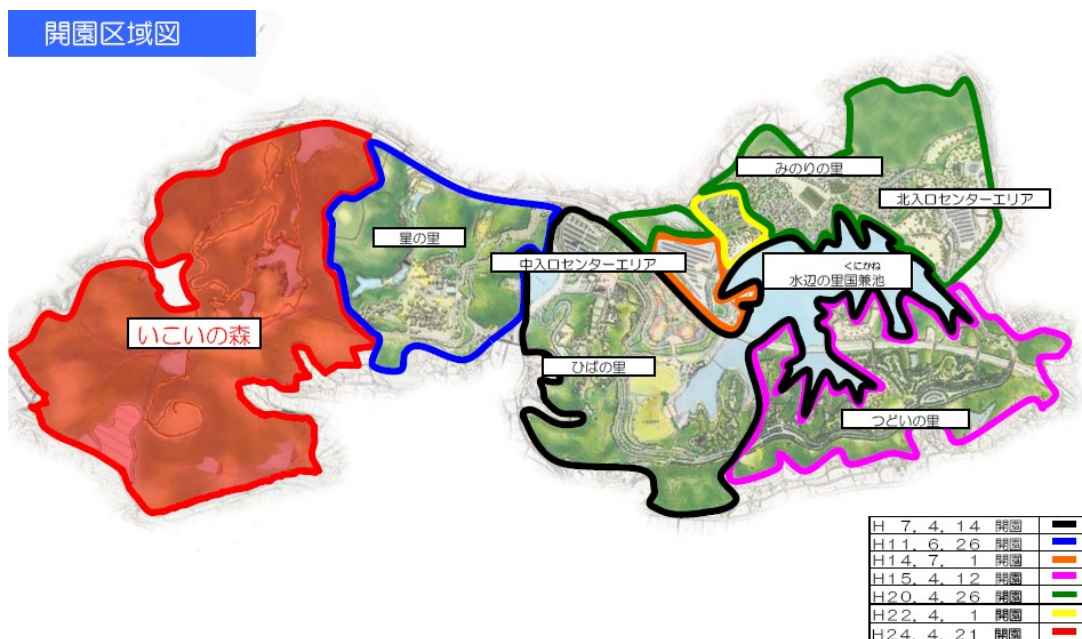 開園区域図
みのりの里
北入口センターエリア
星の里
中入口センターエリア
くにかね
水辺の里国兼池
いこいの森
ひばの里
つどいの里
H 7. 4. 14 開園
H11. 6. 26 開園
H14. 7. 1 開園
H15. 4. 12 開園
H20. 4. 26 開園
H22. 4. 1 開園
H24. 4. 21 開園